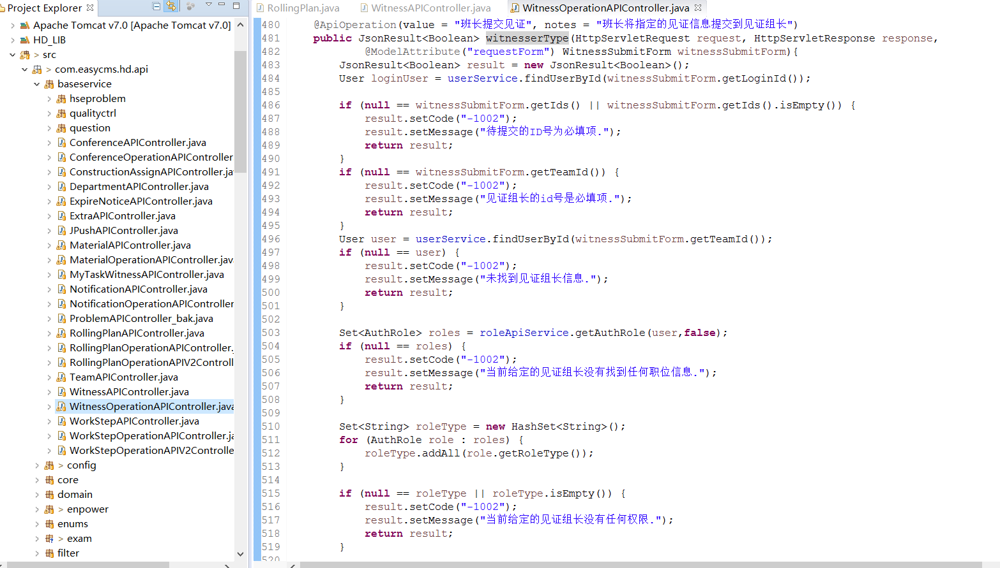 Project Explorer
Apache Tomcat v7.0 [Apache Tomcat v7.0]
HD_LIB
> src
> com.easycms.hd.api
baseservice
hseproblem
qualityctrl
question
ConferenceAPIController.java
ConferenceOperationAPIController
ConstructionAssignAPIController.ja
DepartmentAPIController.java
ExpireNoticeAPIController.java
ExtraAPIController.java
JPushAPIController.java
MaterialAPIController.java
MaterialOperationAPIController.jav
MyTaskWitnessAPIController.java
NotificationAPIController.java
NotificationOperationAPIController
ProblemAPIController_bak.java
RollingPlanAPIController.java
RollingPlanOperationAPIController.
RollingPlanOperationAPIV2Controll
TeamAPIController.java
WitnessAPIController.java
WitnessOperationAPIController.java
WorkStepAPIController.java
WorkStepOperationAPIController.ja
WorkStepOperationAPIV2Controlle
> config
core
domain
> enpower
enums
> exam
filter
RollingPlan.java WitnessAPIController.java WitnessOperationAPIController.java
480 @ApiOperation(value = "班长提交见证", notes = "班长将指定的见证信息提交到见证组长")
481 public JsonResult<Boolean> witnesserType(HttpServletRequest request, HttpServletResponse response,
482 @ModelAttribute("requestForm") WitnessSubmitForm witnessSubmitForm){
483 JsonResult<Boolean> result = new JsonResult<Boolean>();
484 User loginUser = userService.findUserById(witnessSubmitForm.getLoginId());
485
486 if (null == witnessSubmitForm.getIds() || witnessSubmitForm.getIds().isEmpty()) {
487 result.setCode("-1002");
488 result.setMessage("待提交的ID号为必填项.");
489 return result;
490 }
491 if (null == witnessSubmitForm.getTeamId()) {
492 result.setCode("-1002");
493 result.setMessage("见证组长的id号是必填项.");
494 return result;
495 }
496 User user = userService.findUserById(witnessSubmitForm.getTeamId());
497 if (null == user) {
498 result.setCode("-1002");
499 result.setMessage("未找到见证组长信息.");
500 return result;
501 }
502
503 Set<AuthRole> roles = roleApiService.getAuthRole(user,false);
504 if (null == roles) {
505 result.setCode("-1002");
506 result.setMessage("当前给定的见证组长没有找到任何职位信息.");
507 return result;
508 }
509
510 Set<String> roleType = new HashSet<String>();
511 for (AuthRole role : roles) {
512 roleType.addAll(role.getRoleType());
513 }
514
515 if (null == roleType || roleType.isEmpty()) {
516 result.setCode("-1002");
517 result.setMessage("当前给定的见证组长没有任何权限.");
518 return result;
519 }
520